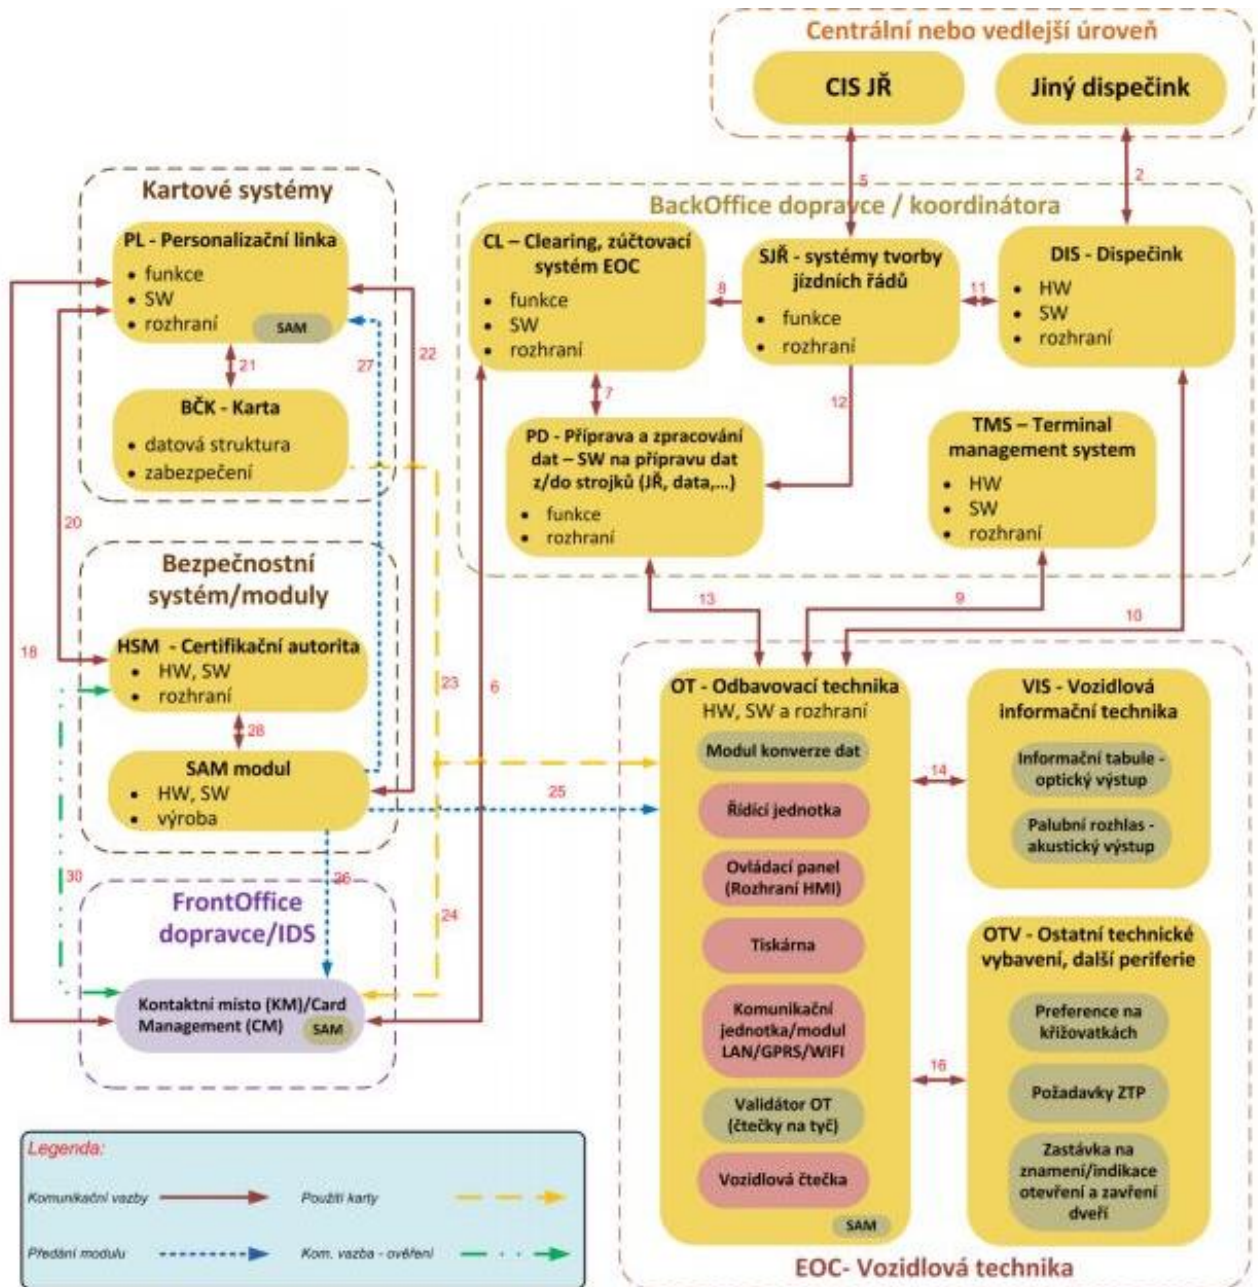 Centrální nebo vedlejší úroveň
CIS JŘ
Jiný dispečink
5
2
Kartové systémy
PL - Personalizační linka
• funkce
• SW
• rozhraní
SAM
21
22
27
BČK - Karta
• datová struktura
• zabezpečení
20
BackOffice dopravce / koordinátora
CL – Clearing, zúčtovací
systém EOC
• funkce
• SW
• rozhraní
8
SJŘ - systémy tvorby
jízdních řádů
• funkce
• rozhraní
11
DIS - Dispečink
• HW
• SW
• rozhraní
7
12
PD - Příprava a zpracování
dat – SW na přípravu dat
z/do strojků (JŘ, data,...)
• funkce
• rozhraní
TMS – Terminal
management system
• HW
• SW
• rozhraní
13
9
10
Bezpečnostní
systém/moduly
HSM - Certifikační autorita
• HW, SW
• rozhraní
18
28
23
6
SAM modul
• HW, SW
• výroba
25
30
26
24
FrontOffice
dopravce/IDS
Kontaktní místo (KM)/Card
Management (CM)
SAM
OT - Odbavovací technika
HW, SW a rozhraní
Modul konverze dat
Řídící jednotka
Ovládací panel
(Rozhraní HMI)
Tiskárna
Komunikační
jednotka/modul
LAN/GPRS/WIFI
Validátor OT
(čtečky na tyč)
Vozidlová čtečka
SAM
14
16
VIS - Vozidlová
informační technika
Informační tabule -
optický výstup
Palubní rozhlas -
akustický výstup
OTV - Ostatní technické
vybavení, další periferie
Preference na
křižovatkách
Požadavky ZTP
Zastávka na
znamení/indikace
otevření a zavření
dveří
EOC- Vozidlová technika
Legenda:
Komunikační vazby
Použití karty
Předání modulu
Kom. vazba - ověření